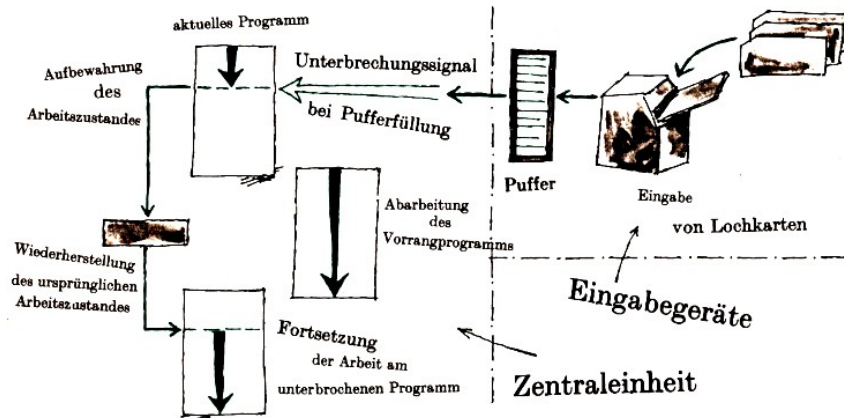 aktuelles Programm
Aufbewahrung
des
Arbeitszustandes
Unterbrechungssignal
bei Pufferfüllung
Puffer
Eingabe
von Lochkarten
Abarbeitung
des
Vorrangprogramms
Wiederherstellung
des ursprünglichen
Arbeitszustandes
Fortsetzung
der Arbeit am
unterbrochenen Programm
Eingabegeräte
Zentraleinheit